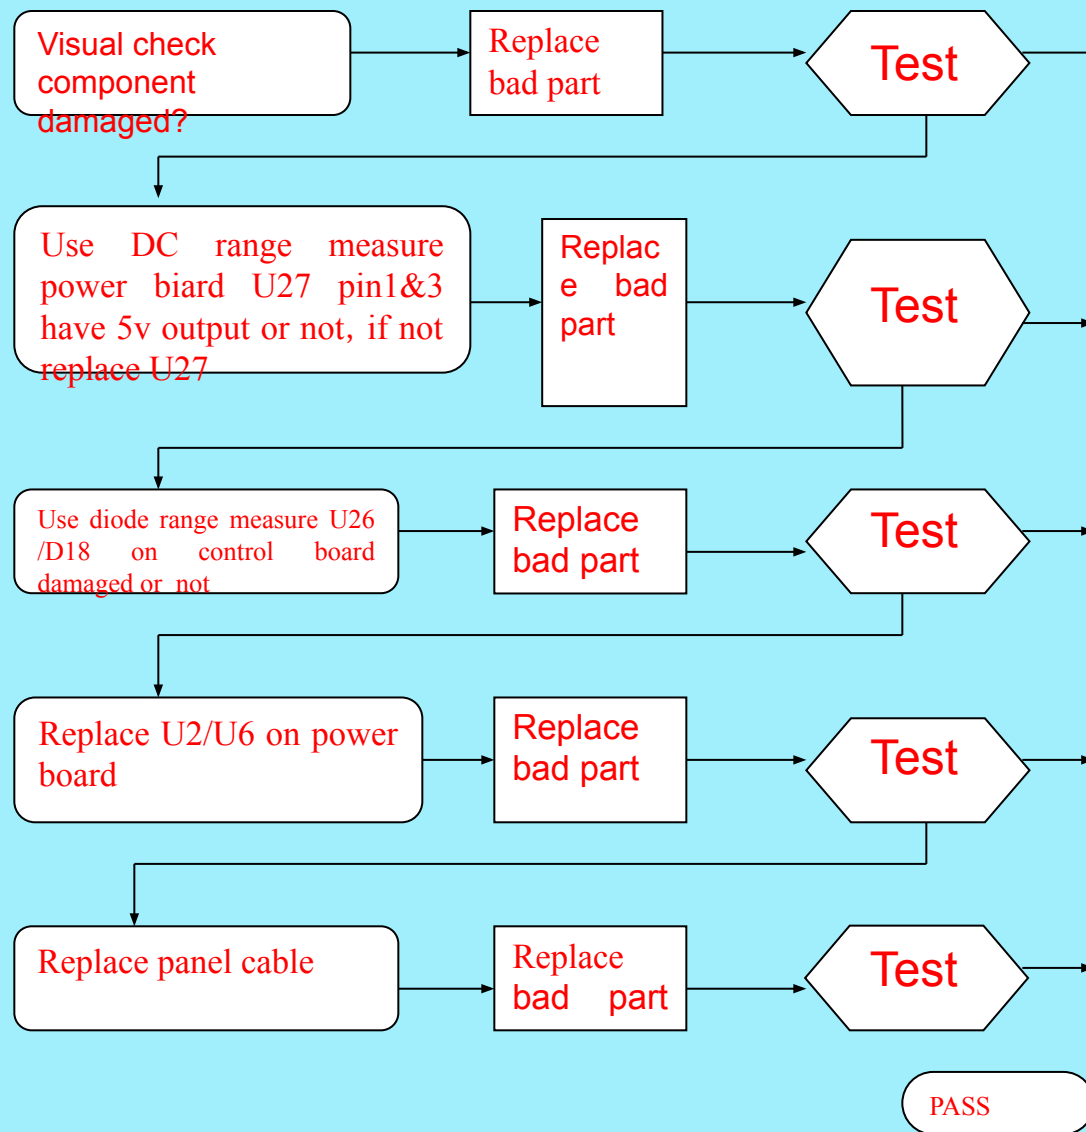 Visual check
component
damaged?
Replace
bad part
Test
Use DC range measure
power biard U27 pin1&3
have 5v output or not, if not
replace U27
Replac
e bad
part
Test
Use diode range measure U26
/D18 on control board
damaged or not
Replace
bad part
Test
Replace U2/U6 on power
board
Replace
bad part
Test
Replace panel cable
Replace
bad part
Test
PASS